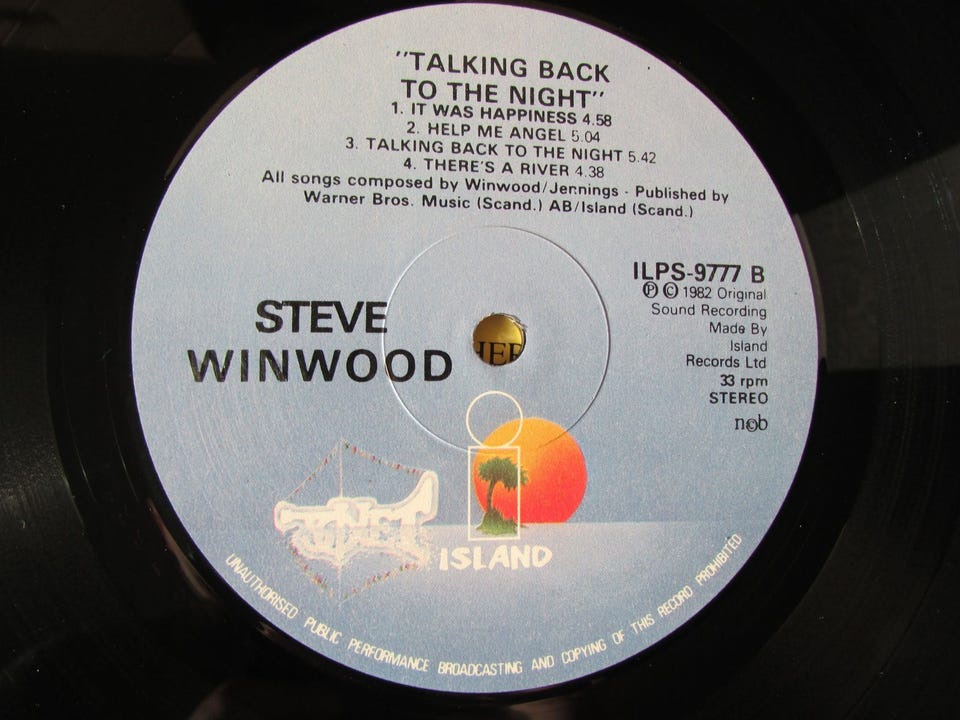 "TALKING BACK
TO THE NIGHT"
1. IT WAS HAPPINESS 4.58
2. HELP ME ANGEL 5.04
3. TALKING BACK TO THE NIGHT 5.42
4. THERE'S A RIVER 4.38
All songs composed by Winwood/Jennings - Published by
Warner Bros. Music (Scand.) AB/Island (Scand.)
STEVE
WINWOOD
ILPS-9777 B
℗ © 1982 Original
Sound Recording
Made By
Island
Records Ltd
33 rpm
STEREO
n©b
ISLAND
UNAUTHORISED PUBLIC PERFORMANCE BROADCASTING AND COPYING OF THIS RECORD PROHIBITED